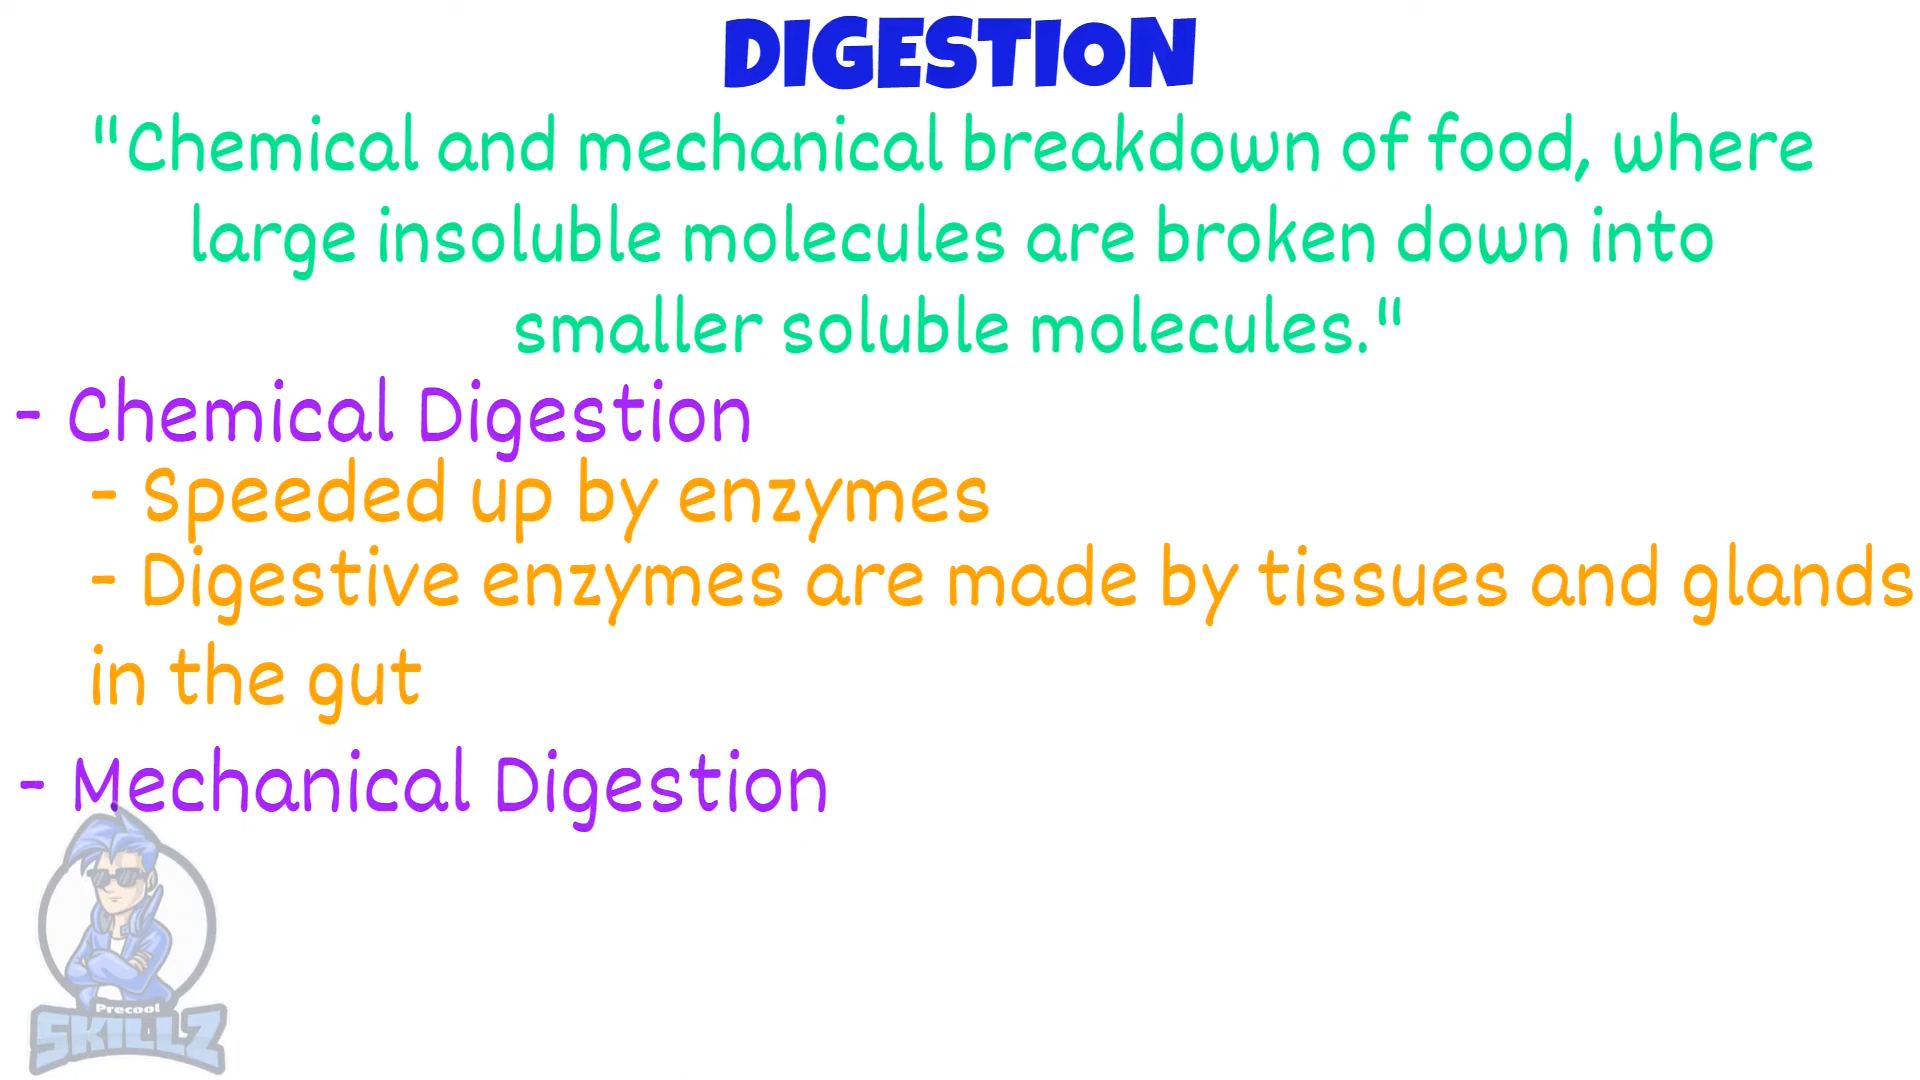 DIGESTION
"Chemical and mechanical breakdown of food, where
large insoluble molecules are broken down into
smaller soluble molecules."
- Chemical Digestion
- Speeded up by enzymes
- Digestive enzymes are made by tissues and glands
in the gut
- Mechanical Digestion
Precool
SKILLZ